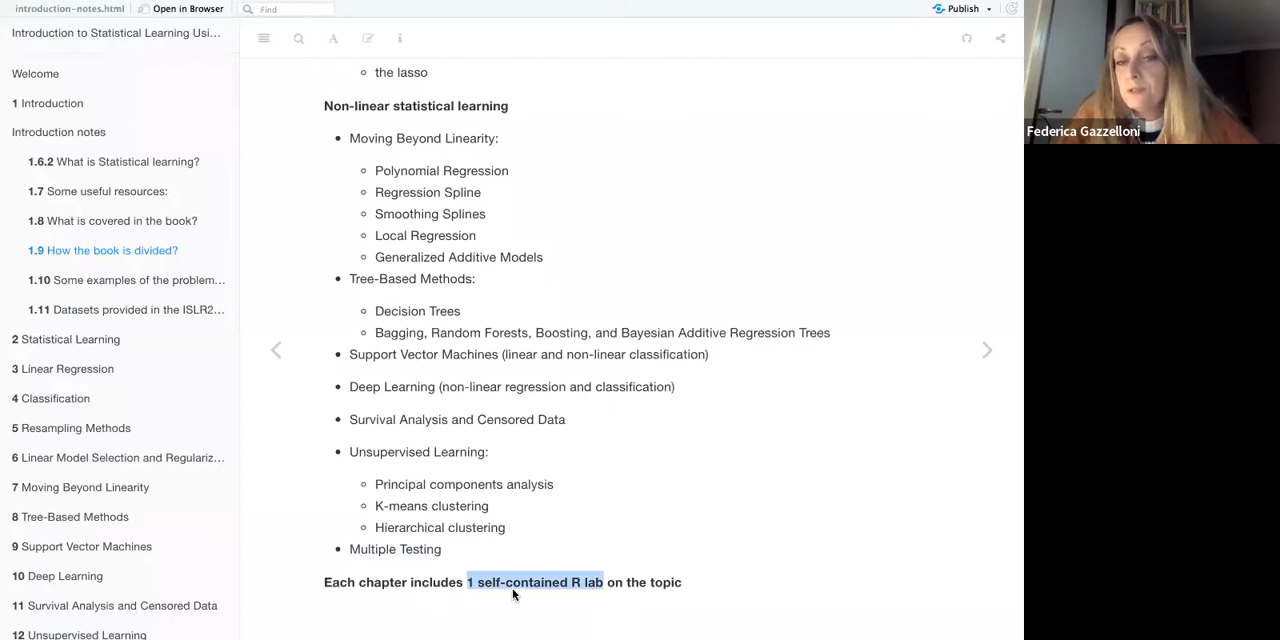 introduction-notes.html
Open in Browser
Find
Publish
Introduction to Statistical Learning Usi...
Welcome
1 Introduction
Introduction notes
1.6.2 What is Statistical learning?
1.7 Some useful resources:
1.8 What is covered in the book?
1.9 How the book is divided?
1.10 Some examples of the problem...
1.11 Datasets provided in the ISLR2...
2 Statistical Learning
3 Linear Regression
4 Classification
5 Resampling Methods
6 Linear Model Selection and Regulariz...
7 Moving Beyond Linearity
8 Tree-Based Methods
9 Support Vector Machines
10 Deep Learning
11 Survival Analysis and Censored Data
12 Unsupervised Learning
A
the lasso
Non-linear statistical learning
Moving Beyond Linearity:
Polynomial Regression
Regression Spline
Smoothing Splines
Local Regression
Generalized Additive Models
Tree-Based Methods:
Decision Trees
Bagging, Random Forests, Boosting, and Bayesian Additive Regression Trees
Support Vector Machines (linear and non-linear classification)
Deep Learning (non-linear regression and classification)
Survival Analysis and Censored Data
Unsupervised Learning:
Principal components analysis
K-means clustering
Hierarchical clustering
Multiple Testing
Each chapter includes 1 self-contained R lab on the topic
Federica Gazzelloni